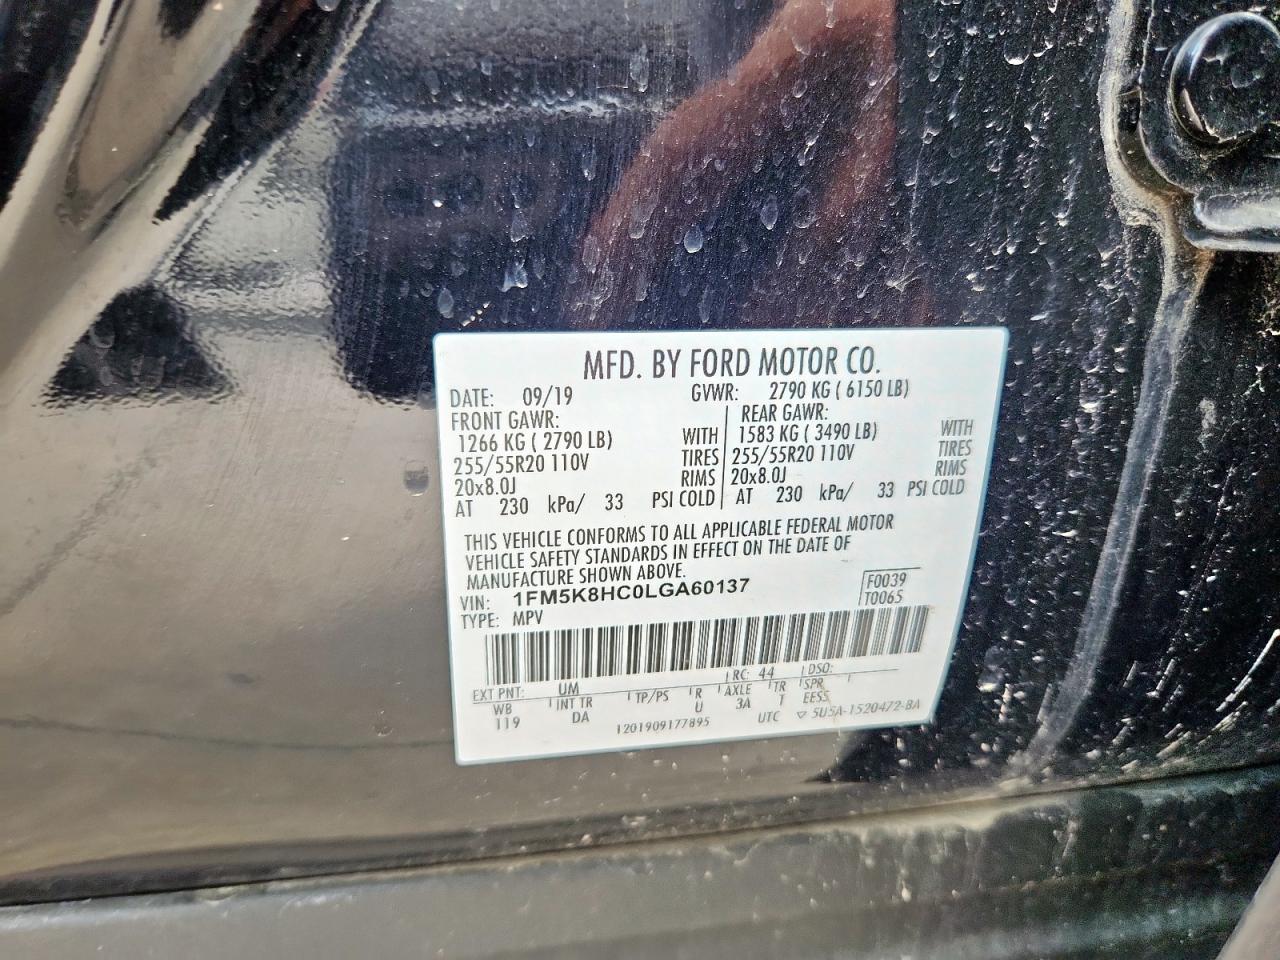 MFD. BY FORD MOTOR CO.
DATE: 09/19 GVWR: 2790 KG ( 6150 LB)
FRONT GAWR: REAR GAWR:
1266 KG ( 2790 LB) WITH 1583 KG ( 3490 LB) WITH
255/55R20 110V TIRES 255/55R20 110V TIRES
20x8.0J RIMS 20x8.0J RIMS
AT 230 kPa/ 33 PSI COLD AT 230 kPa/ 33 PSI COLD
THIS VEHICLE CONFORMS TO ALL APPLICABLE FEDERAL MOTOR
VEHICLE SAFETY STANDARDS IN EFFECT ON THE DATE OF
MANUFACTURE SHOWN ABOVE.
VIN: 1FM5K8HC0LGA60137 F0039
TYPE: MPV T0065
EXT PNT: UM RC: 44 DSO:
WB INT TR TP/PS R AXLE TR SPR
119 DA U 3A T EESS
1201909177895 UTC ▽ 5U5A-1520472-BA